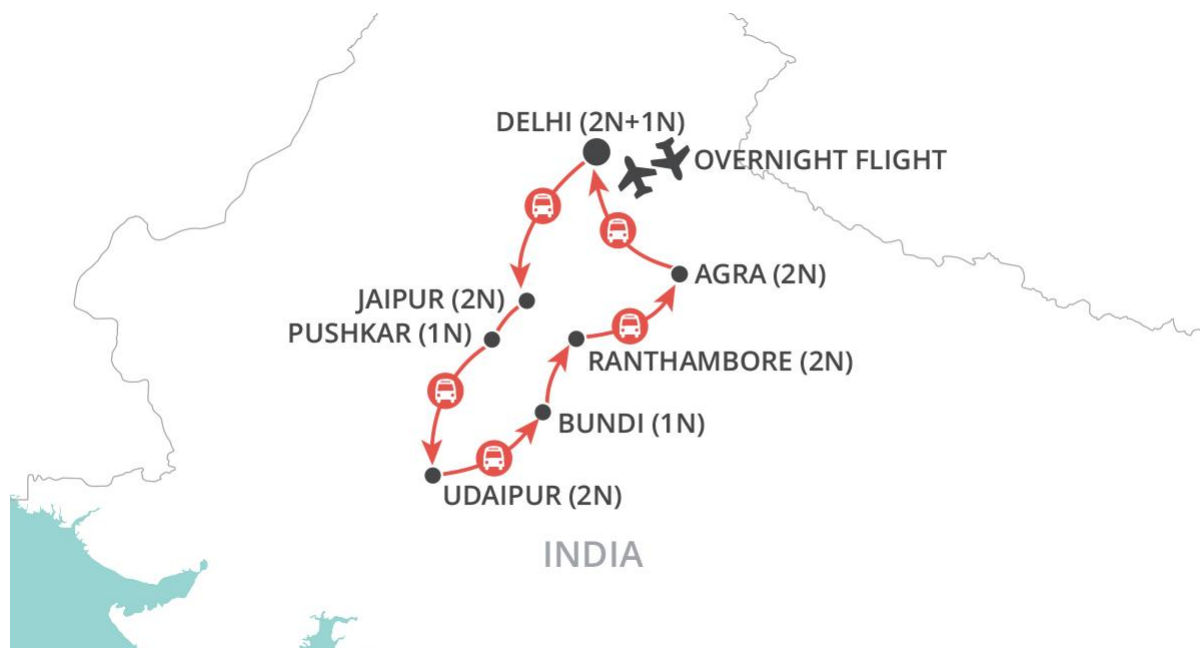 DELHI (2N+1N)
OVERNIGHT FLIGHT
AGRA (2N)
JAIPUR (2N)
PUSHKAR (1N)
RANTHAMBORE (2N)
BUNDI (1N)
UDAIPUR (2N)
INDIA